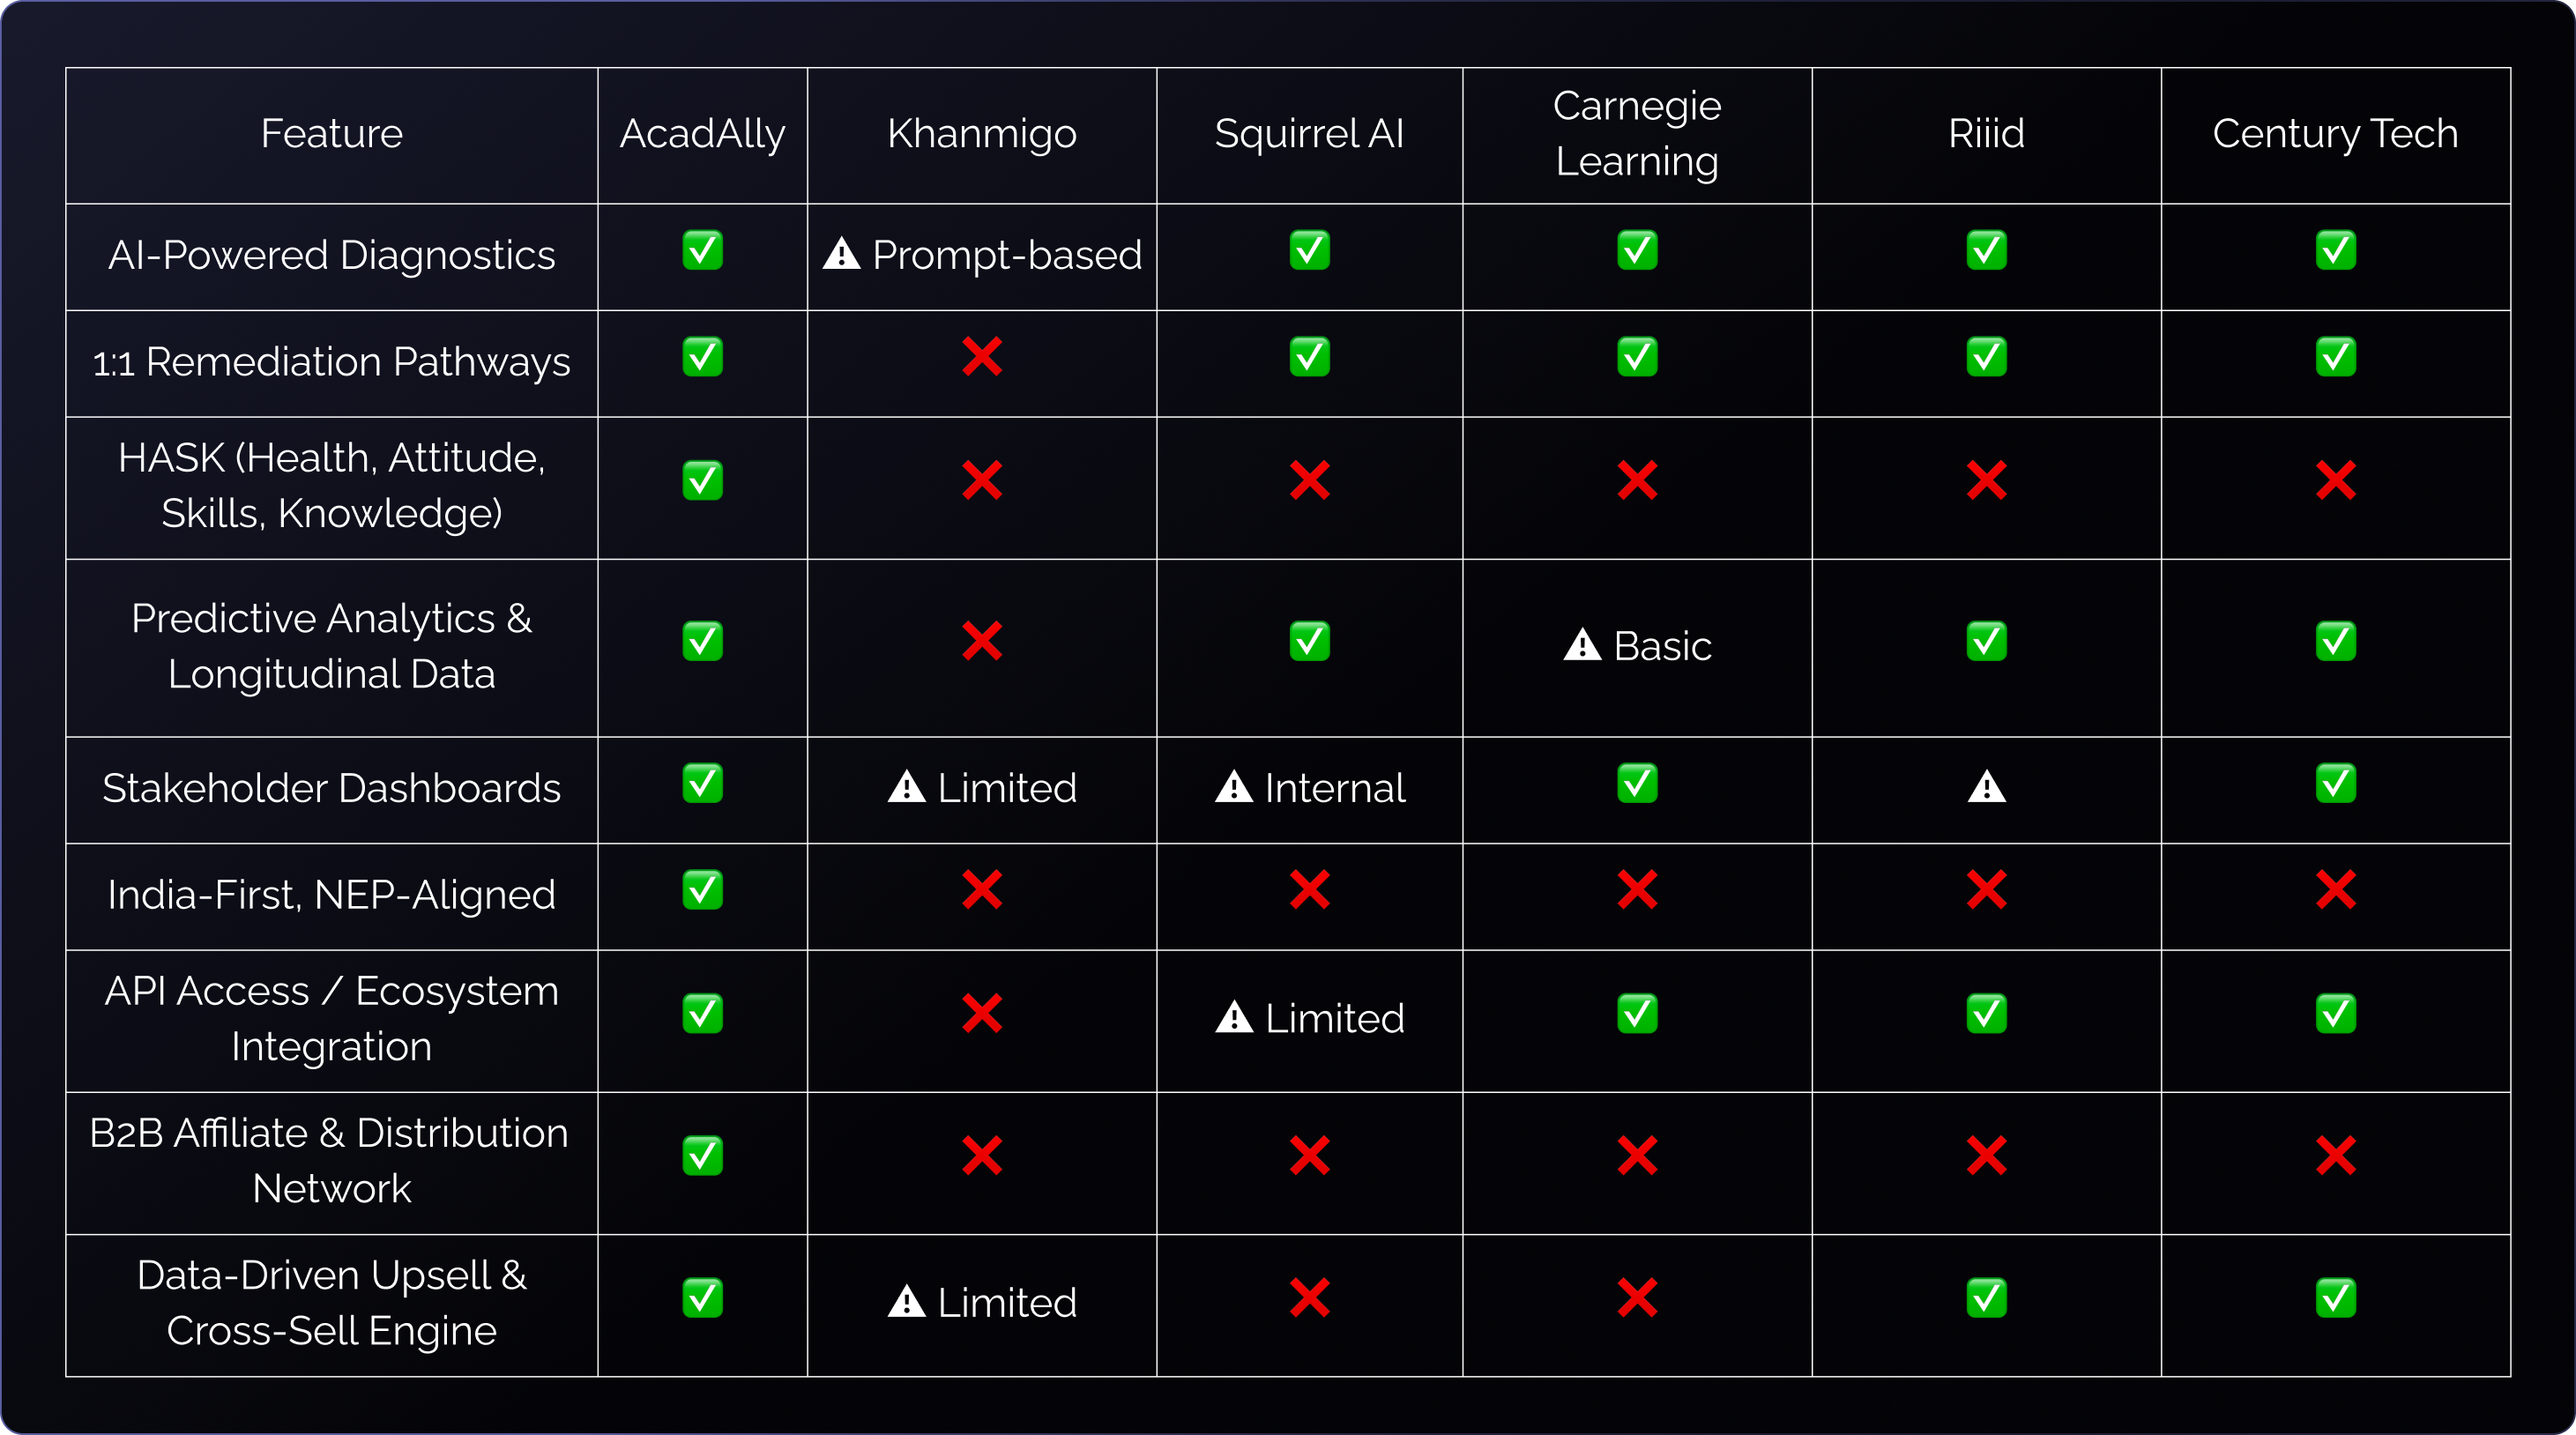 Feature
AcadAlly
Khanmigo
Squirrel AI
Carnegie
Learning
Riiid
Century Tech
AI-Powered Diagnostics
✅
⚠ Prompt-based
✅
✅
✅
✅
1:1 Remediation Pathways
✅
❌
✅
✅
✅
✅
HASK (Health, Attitude,
Skills, Knowledge)
✅
❌
❌
❌
❌
❌
Predictive Analytics &
Longitudinal Data
✅
❌
✅
⚠ Basic
✅
✅
Stakeholder Dashboards
✅
⚠ Limited
⚠ Internal
✅
⚠
✅
India-First, NEP-Aligned
✅
❌
❌
❌
❌
❌
API Access / Ecosystem
Integration
✅
❌
⚠ Limited
✅
✅
✅
B2B Affiliate & Distribution
Network
✅
❌
❌
❌
❌
❌
Data-Driven Upsell &
Cross-Sell Engine
✅
⚠ Limited
❌
❌
✅
✅